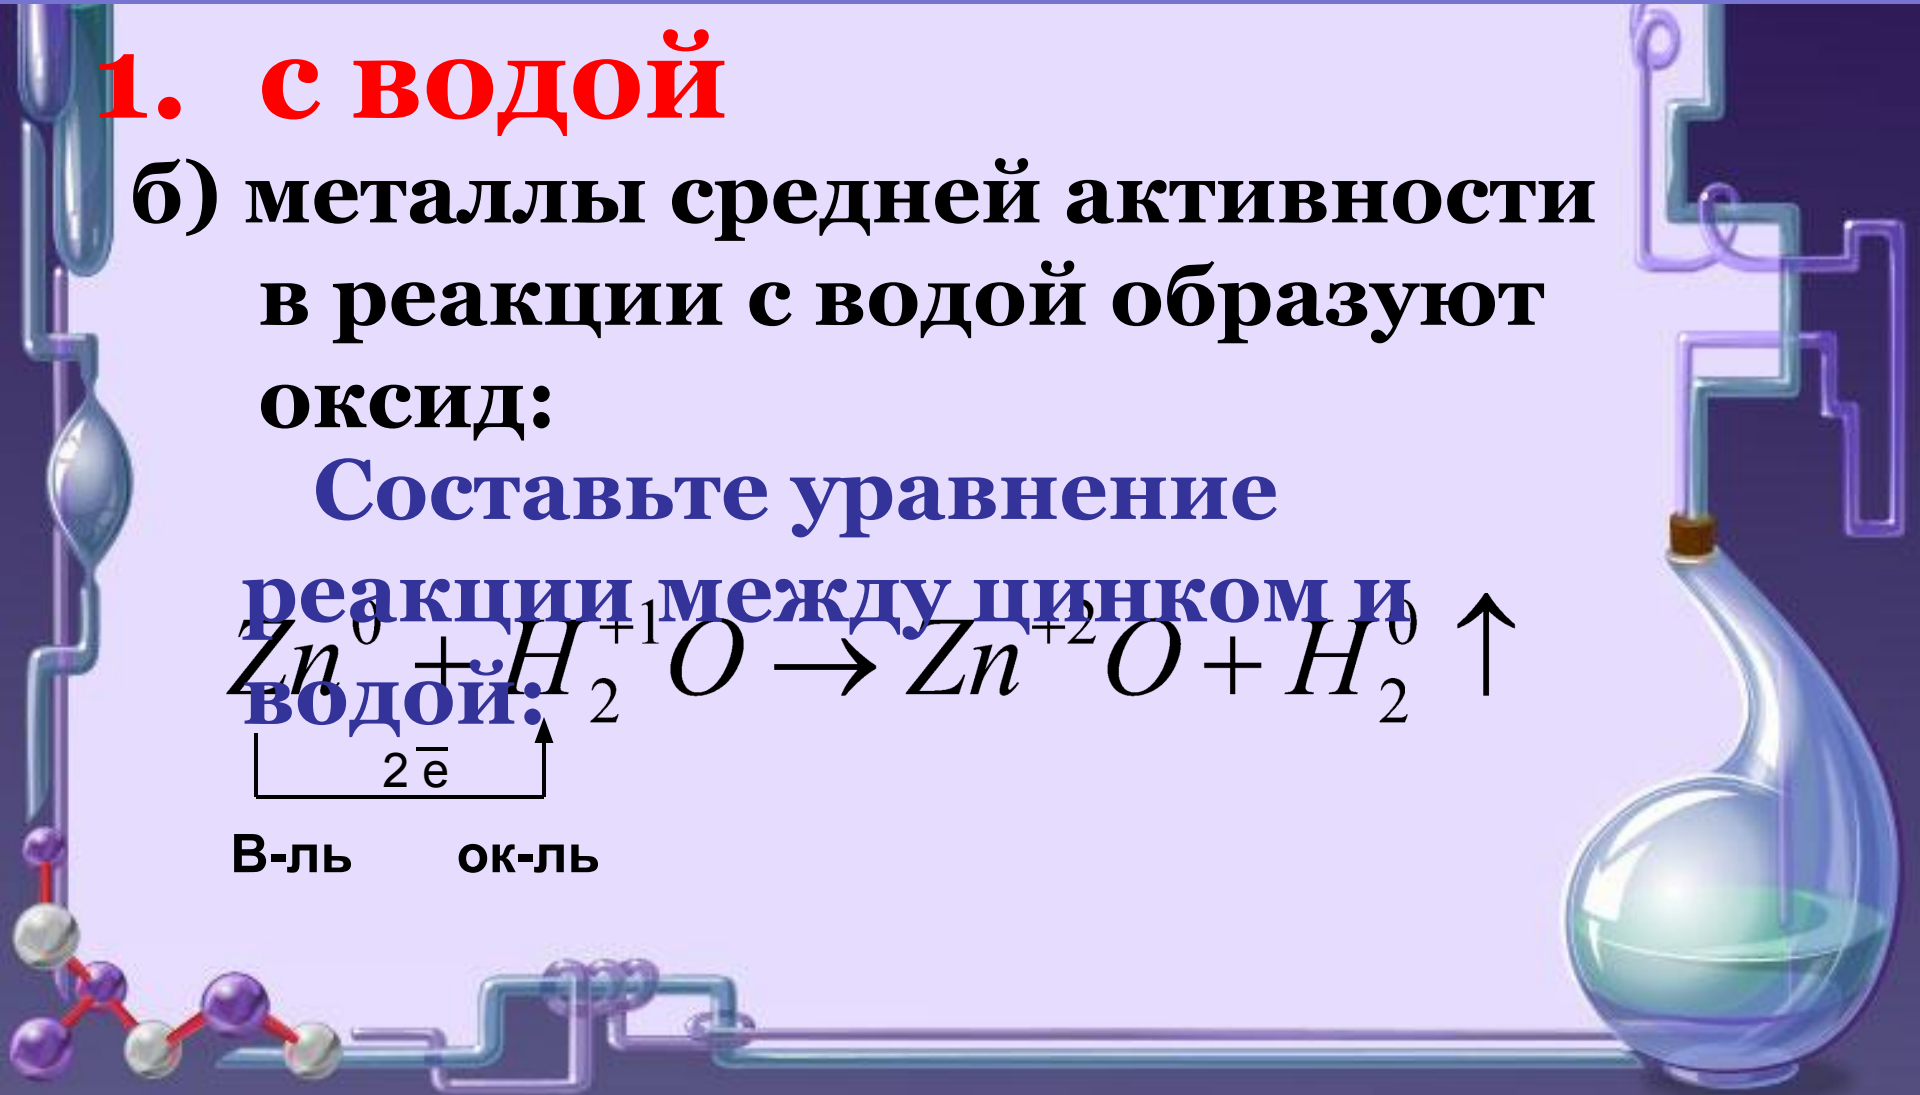 1. с водой
б) металлы средней активности
в реакции с водой образуют
оксид:
Составьте уравнение
реакции между цинком и
водой:
Zn⁰ + H₂⁺¹O → Zn⁺²O + H₂⁰ ↑
2 e̅
В-ль ок-ль